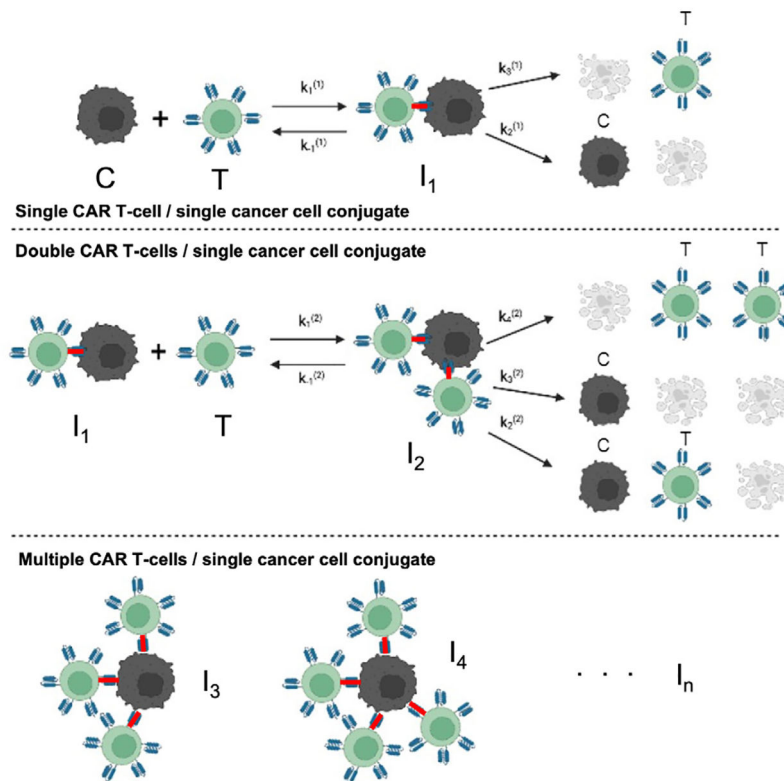 T
k₁⁽¹⁾
k₃⁽¹⁾
C
+
k₋₁⁽¹⁾
k₂⁽¹⁾
C T I₁
Single CAR T-cell / single cancer cell conjugate
Double CAR T-cells / single cancer cell conjugate
T T
k₁⁽²⁾
k₄⁽²⁾
+
C
k₋₁⁽²⁾
k₃⁽²⁾
k₂⁽²⁾
I₁ T I₂
C T
Multiple CAR T-cells / single cancer cell conjugate
I₃ I₄ · · · Iₙ